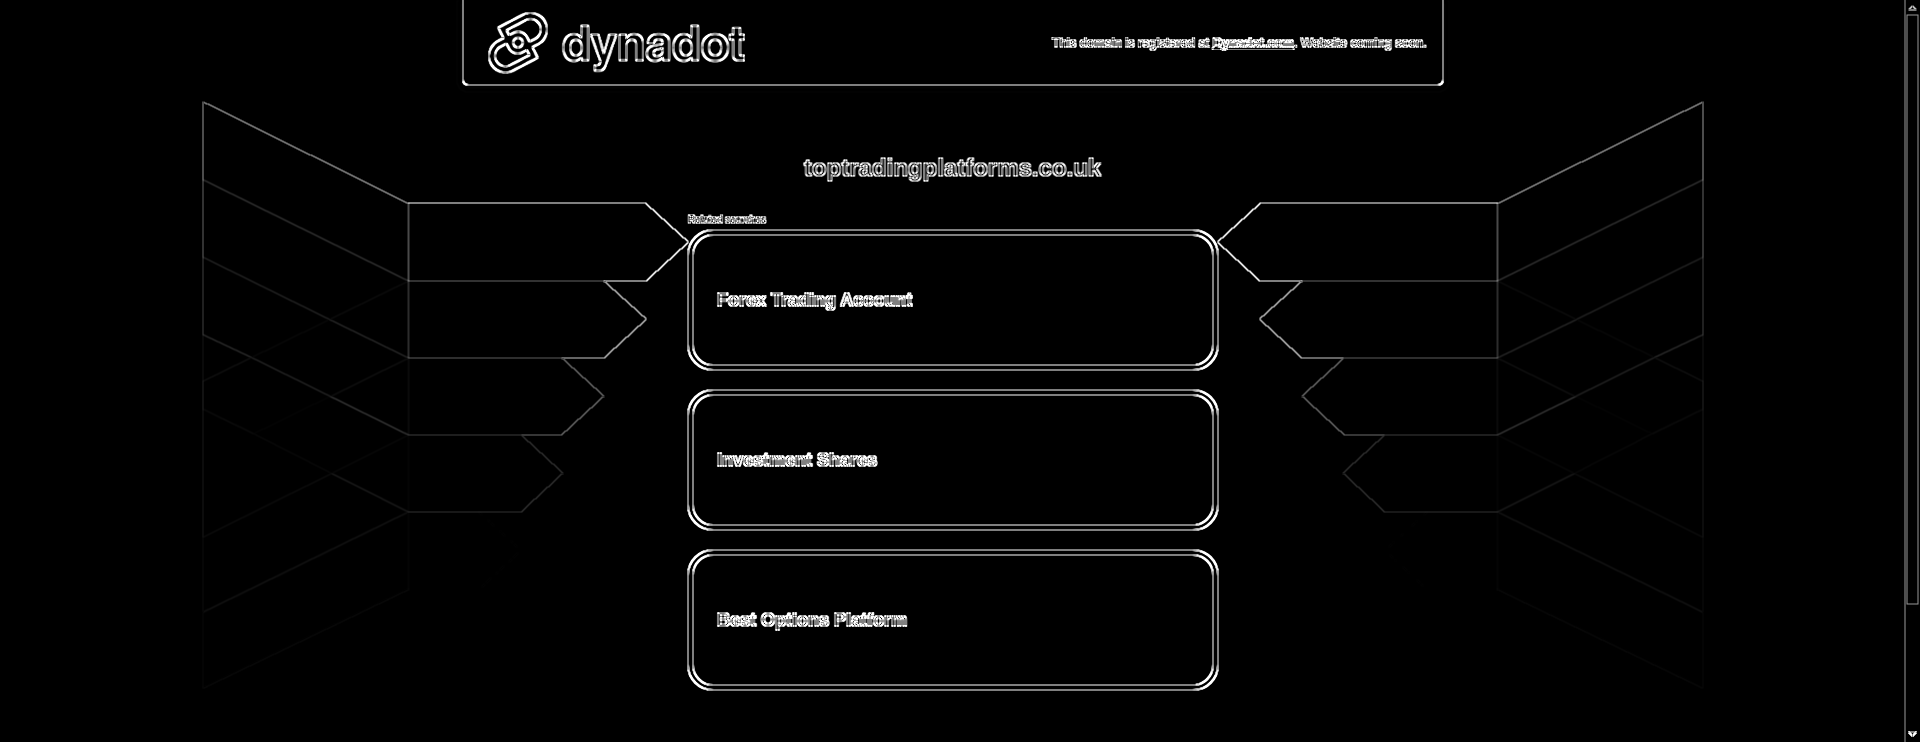 dynadot
This domain is registered at Dynadot.com. Website coming soon.
toptradingplatforms.co.uk
Related searches
Forex Trading Account
Investment Shares
Best Options Platform